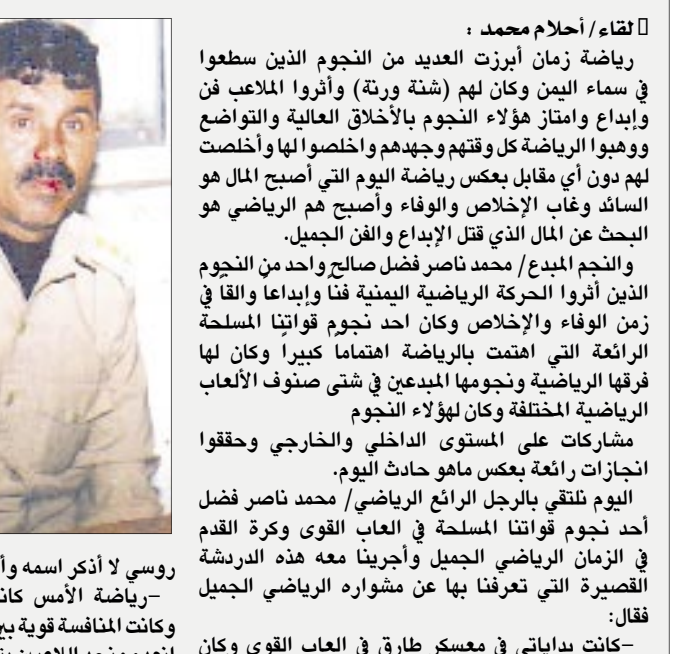 لقاء/ أحلام محمد :
رياضة زمان أبرزت العديد من النجوم الذين سطعوا
في سماء اليمن وكان لهم (شنة ورنة) وأثروا الملاعب فن
وإبداع وامتاز هؤلاء النجوم بالأخلاق العالية والتواضع
ووهبوا الرياضة كل وقتهم وجهدهم واخلصوا لها وأخلصت
لهم دون أي مقابل بعكس رياضة اليوم التي أصبح المال هو
السائد وغاب الإخلاص والوفاء وأصبح هم الرياضي هو
البحث عن المال الذي قتل الإبداع والفن الجميل.
والنجم المبدع/ محمد ناصر فضل صالح واحد من النجوم
الذين أثروا الحركة الرياضية اليمنية فناً وإبداعاً والقاً في
زمن الوفاء والإخلاص وكان احد نجوم قواتنا المسلحة
الرائعة التي اهتمت بالرياضة اهتماماً كبيراً وكان لها
فرقها الرياضية ونجومها المبدعين في شتى صنوف الألعاب
الرياضية المختلفة وكان لهؤلاء النجوم
مشاركات على المستوى الداخلي والخارجي وحققوا
انجازات رائعة بعكس ماهو حادث اليوم.
اليوم نلتقي بالرجل الرائع الرياضي/ محمد ناصر فضل
أحد نجوم قواتنا المسلحة في العاب القوى وكرة القدم
في الزمان الرياضي الجميل وأجرينا معه هذه الدردشة
القصيرة التي تعرفنا بها عن مشواره الرياضي الجميل
فقال:
–كانت بداياتي في معسكر طارق في العاب القوى وكان
روسي لا أذكر اسمه
–رياضة الأمس
وكانت المنافسة قوية